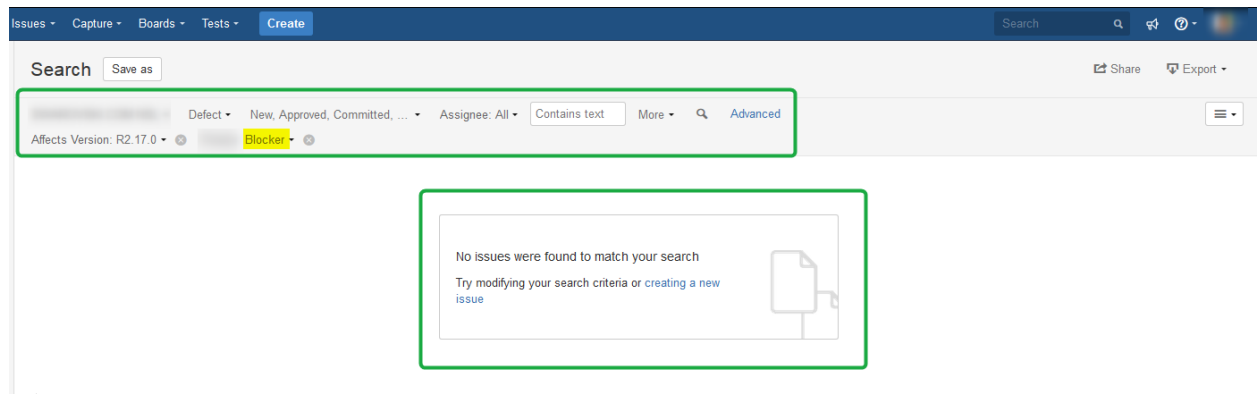 Issues Capture Boards Tests Create Search
Search Save as Share Export
Defect New, Approved, Committed, ... Assignee: All Contains text More Advanced
Affects Version: R2.17.0 Blocker
No issues were found to match your search
Try modifying your search criteria or creating a new
issue